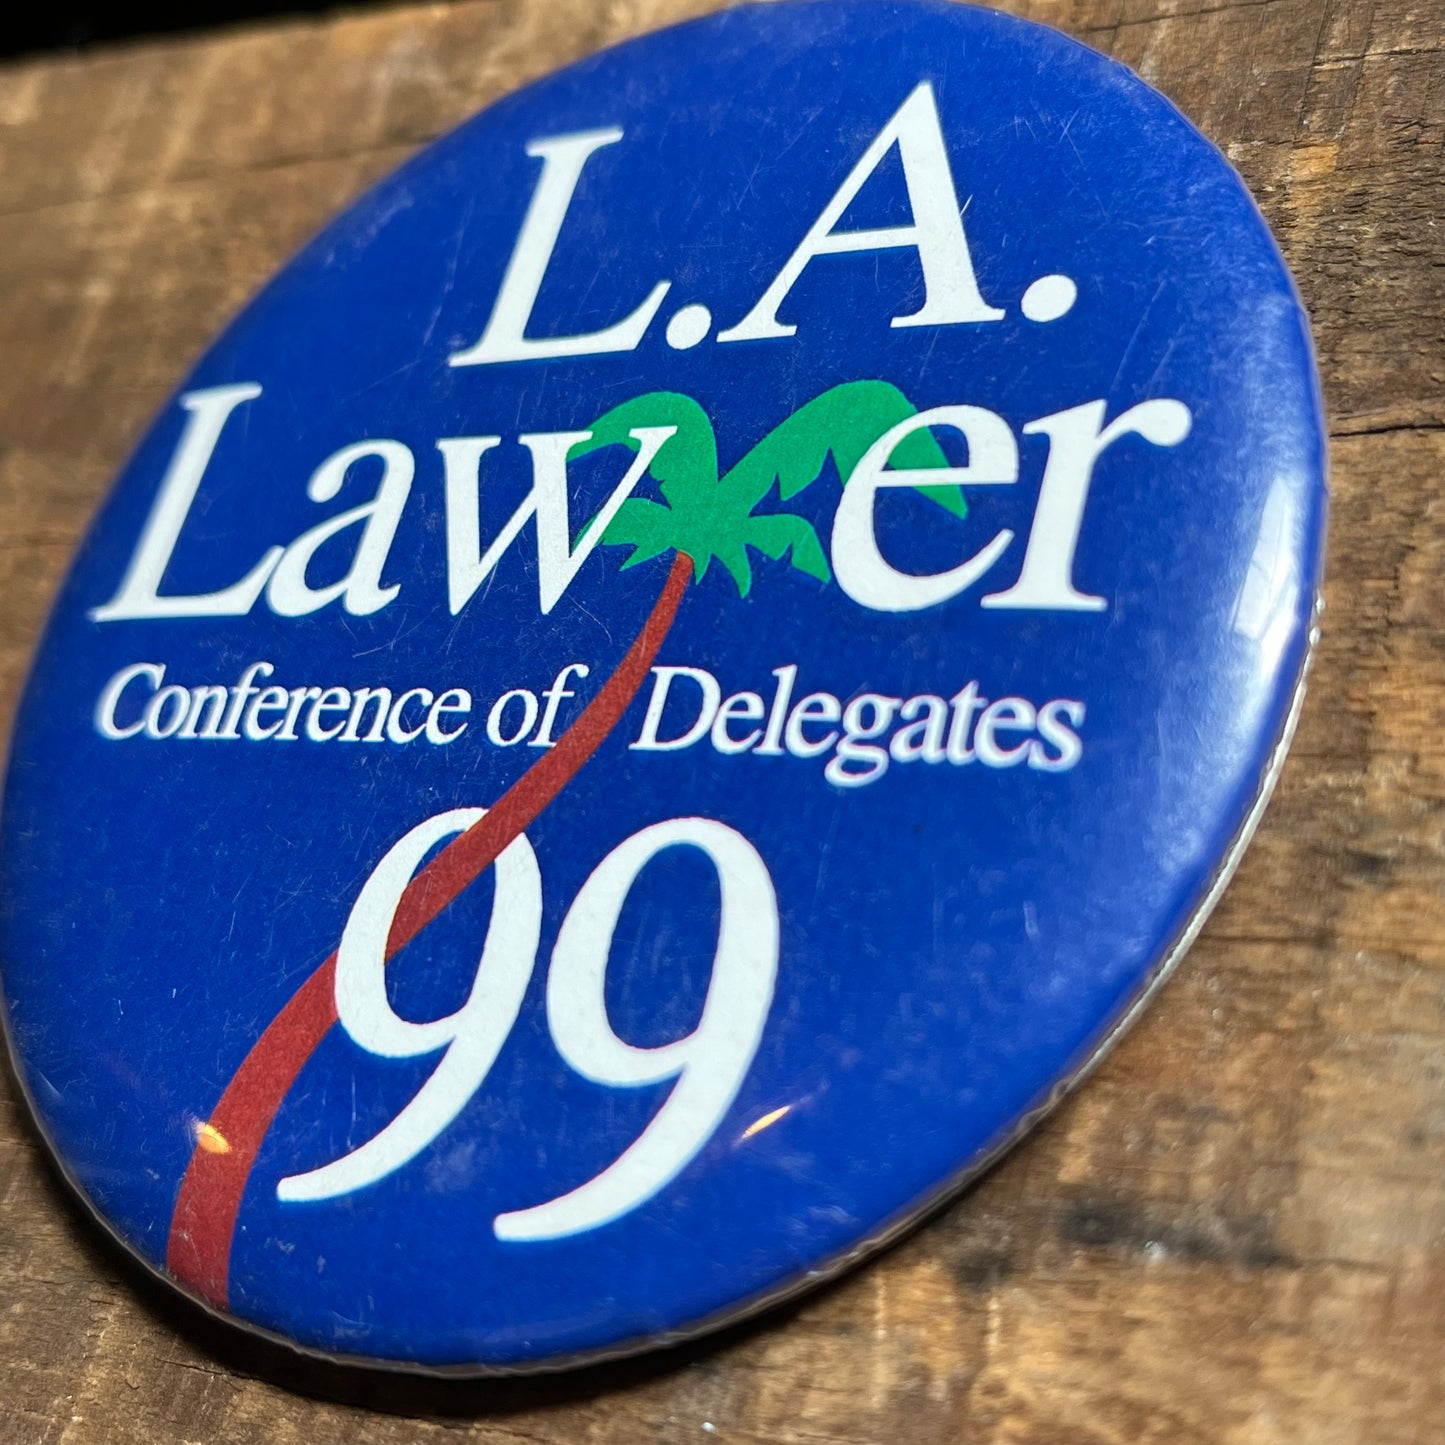 L.A.
Lawyer
Conference of Delegates
99